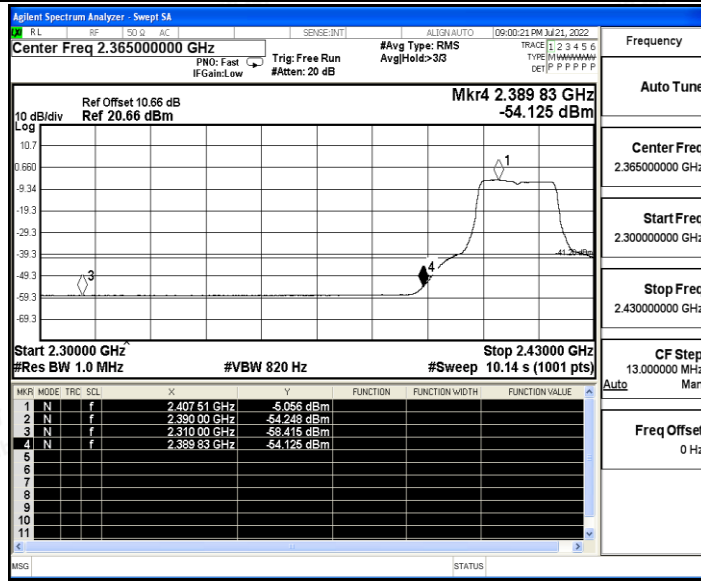 Agilent Spectrum Analyzer - Swept SA
RL RF 50 Ω AC SENSE:INT ALIGN AUTO 09:00:21 PM Jul 21, 2022
Center Freq 2.365000000 GHz
PNO: Fast
IFGain:Low
Trig: Free Run
#Atten: 20 dB
#Avg Type: RMS
Avg|Hold:>3/3
TRACE 1 2 3 4 5 6
TYPE M WWWWW
DET P P P P P P
Ref Offset 10.66 dB
10 dB/div Ref 20.66 dBm
Log
Mkr4 2.389 83 GHz
-54.125 dBm
10.7
0.660
-9.34
-19.3
-29.3
-39.3
-49.3
-59.3
-69.3
1
3
4
Start 2.30000 GHz
Stop 2.43000 GHz
#Res BW 1.0 MHz
#VBW 820 Hz
#Sweep 10.14 s (1001 pts)
MKR MODE TRC SCL X Y FUNCTION FUNCTION WIDTH FUNCTION VALUE
1 N f 2.407 51 GHz -5.056 dBm
2 N f 2.390 00 GHz -54.248 dBm
3 N f 2.310 00 GHz -58.415 dBm
4 N f 2.389 83 GHz -54.125 dBm
5
6
7
8
9
10
11
MSG
STATUS
Frequency
Auto Tune
Center Freq
2.365000000 GHz
Start Freq
2.300000000 GHz
Stop Freq
2.430000000 GHz
CF Step
13.000000 MHz
Auto Man
Freq Offset
0 Hz